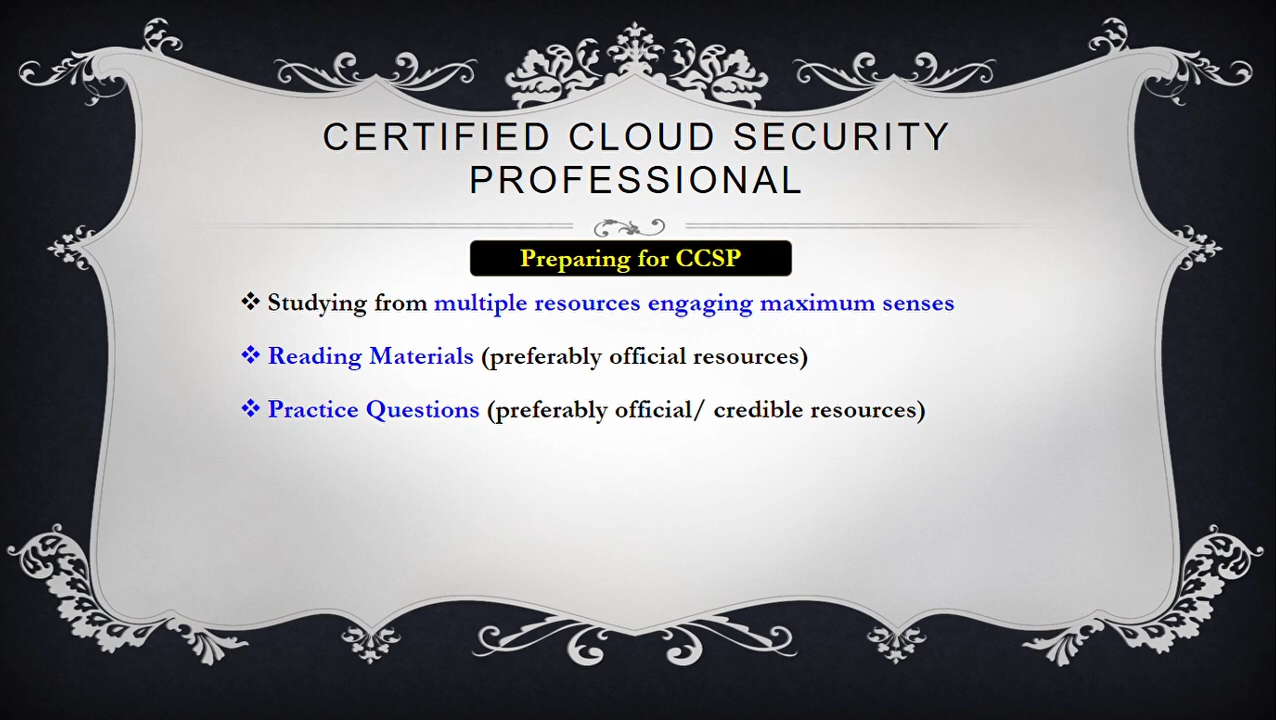 CERTIFIED CLOUD SECURITY
PROFESSIONAL
Preparing for CCSP
❖ Studying from multiple resources engaging maximum senses
❖ Reading Materials (preferably official resources)
❖ Practice Questions (preferably official/ credible resources)